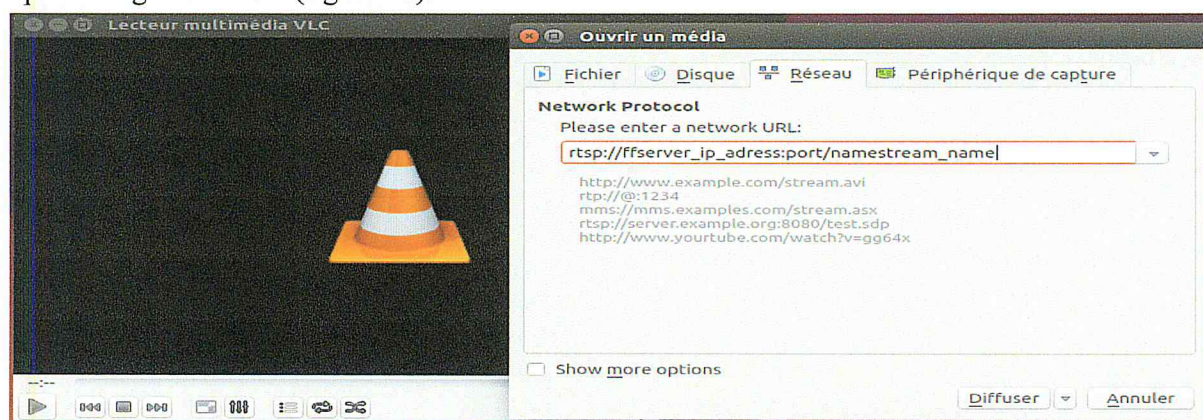 Lecteur multimédia VLC
Ouvrir un média
Fichier Disque Réseau Périphérique de capture
Network Protocol
Please enter a network URL:
rtsp://ffserver_ip_adress:port/namestream_name
http://www.example.com/stream.avi
rtp://@:1234
mms://mms.examples.com/stream.asx
rtsp://server.example.org:8080/test.sdp
http://www.yourtube.com/watch?v=gg64x
Show more options
--:--
Diffuser Annuler